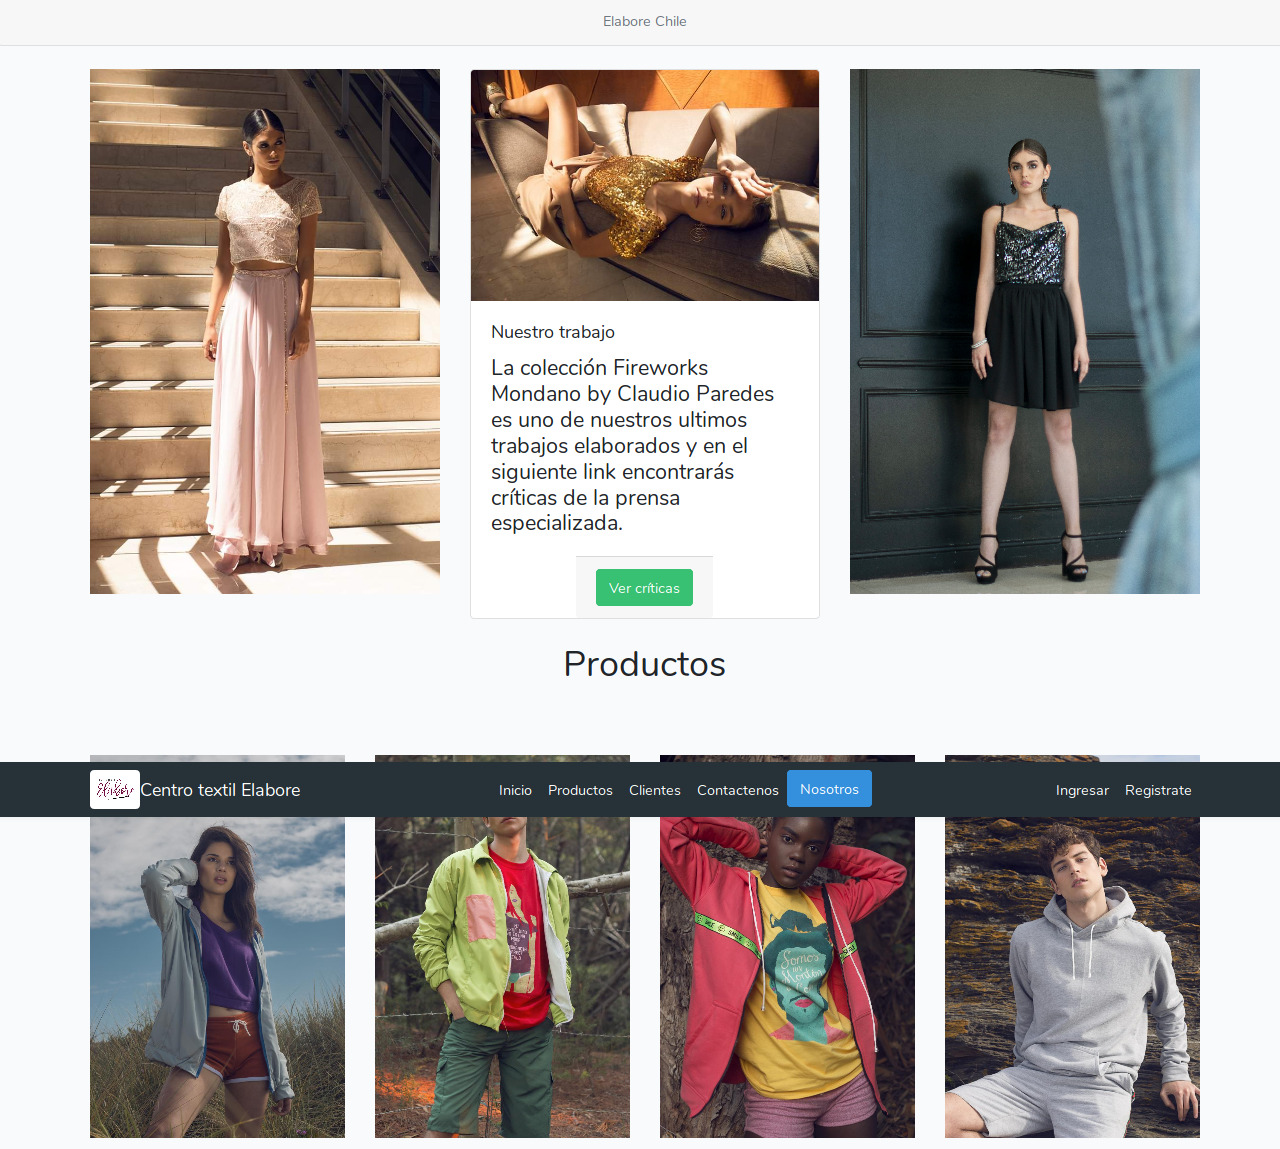 Elabore Chile
Nuestro trabajo
La colección Fireworks
Mondano by Claudio Paredes
es uno de nuestros ultimos
trabajos elaborados y en el
siguiente link encontrarás
críticas de la prensa
especializada.
Ver críticas
Productos
Elabore
Centro textil Elabore
Inicio
Productos
Clientes
Contactenos
Nosotros
Ingresar
Registrate
Somos
SMILE